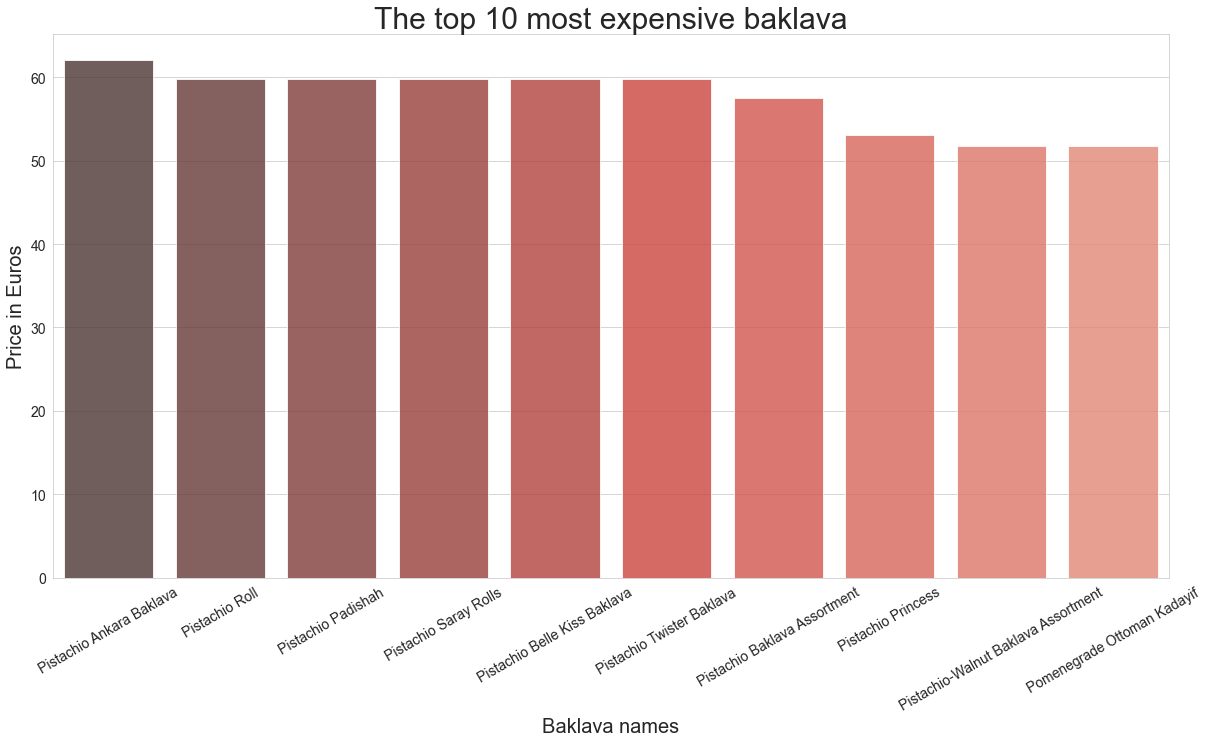 The top 10 most expensive baklava
Price in Euros
60
50
40
30
20
10
0
Pistachio Ankara Baklava
Pistachio Roll
Pistachio Padishah
Pistachio Saray Rolls
Pistachio Belle Kiss Baklava
Pistachio Twister Baklava
Pistachio Baklava Assortment
Pistachio Princess
Pistachio-Walnut Baklava Assortment
Pomenegrade Ottoman Kadayif
Baklava names